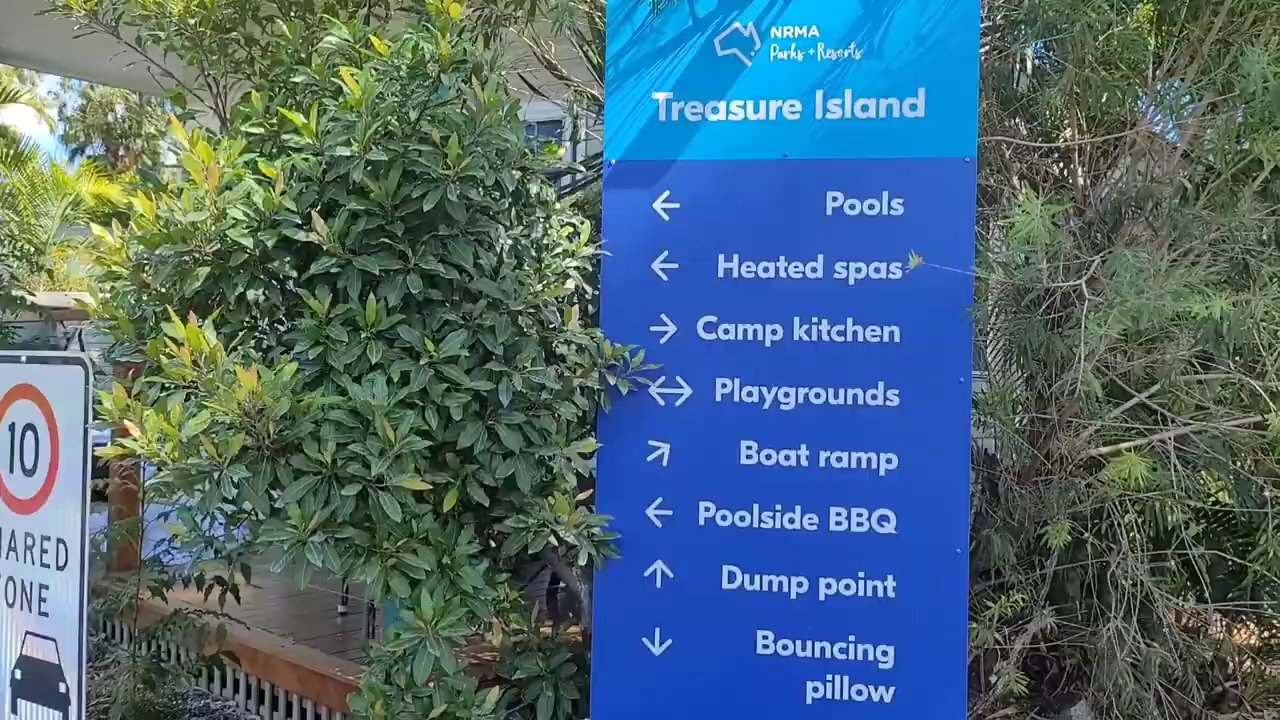 NRMA
Parks + Resorts
Treasure Island
← Pools
← Heated spas
→ Camp kitchen
↔ Playgrounds
↗ Boat ramp
← Poolside BBQ
↑ Dump point
↓ Bouncing
pillow
10
HARED
ONE